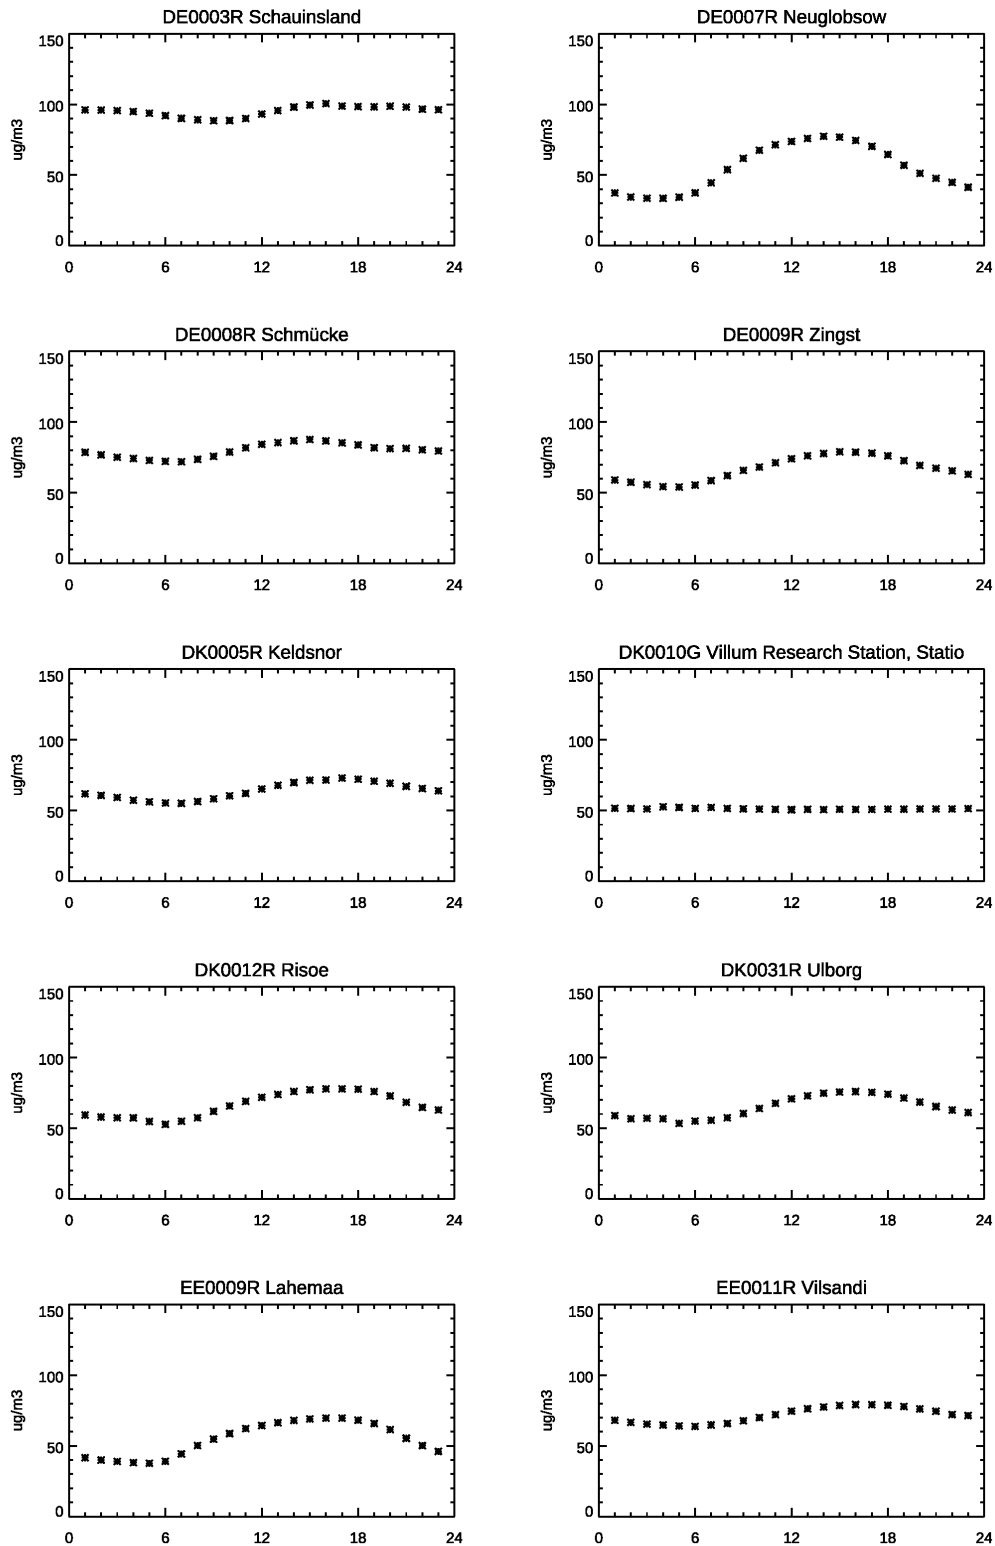 DE0003R Schauinsland
150
100
50
0
ug/m3
0 6 12 18 24
DE0007R Neuglobsow
150
100
50
0
ug/m3
0 6 12 18 24
DE0008R Schmücke
150
100
50
0
ug/m3
0 6 12 18 24
DE0009R Zingst
150
100
50
0
ug/m3
0 6 12 18 24
DK0005R Keldsnor
150
100
50
0
ug/m3
0 6 12 18 24
DK0010G Villum Research Station, Statio
150
100
50
0
ug/m3
0 6 12 18 24
DK0012R Risoe
150
100
50
0
ug/m3
0 6 12 18 24
DK0031R Ulborg
150
100
50
0
ug/m3
0 6 12 18 24
EE0009R Lahemaa
150
100
50
0
ug/m3
0 6 12 18 24
EE0011R Vilsandi
150
100
50
0
ug/m3
0 6 12 18 24